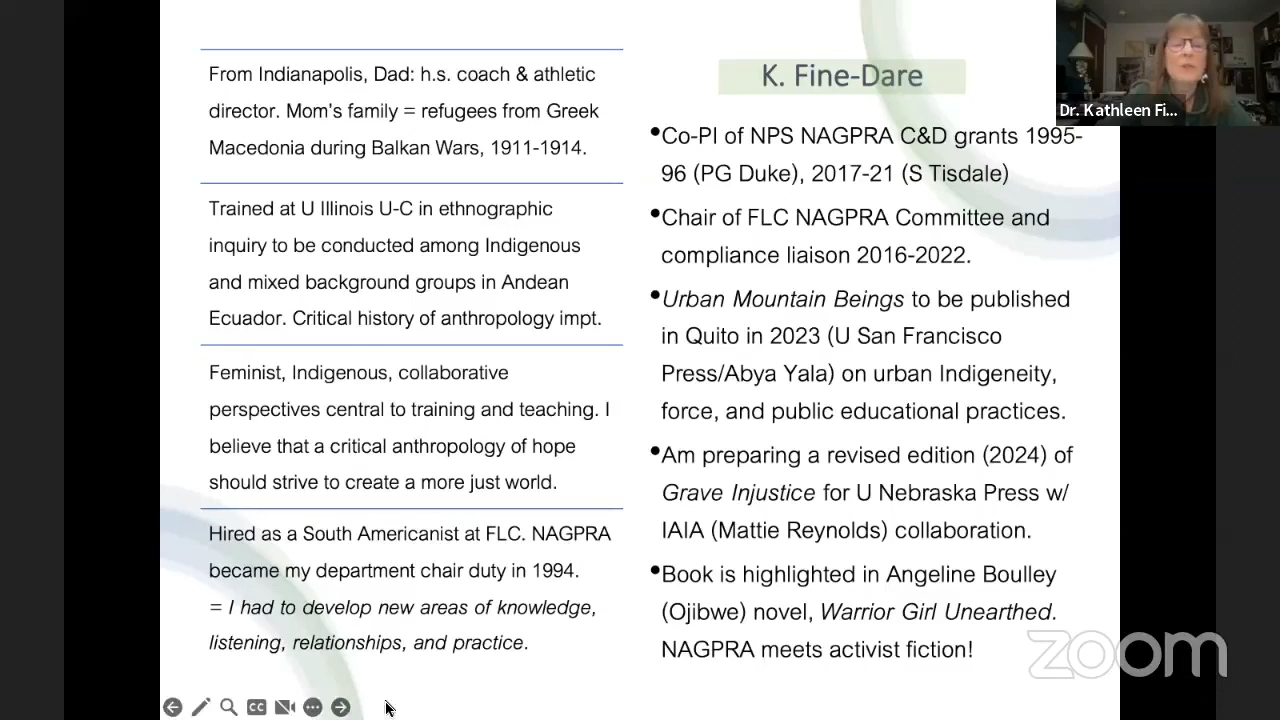 From Indianapolis, Dad: h.s. coach & athletic
director. Mom's family = refugees from Greek
Macedonia during Balkan Wars, 1911-1914.
Trained at U Illinois U-C in ethnographic
inquiry to be conducted among Indigenous
and mixed background groups in Andean
Ecuador. Critical history of anthropology impt.
Feminist, Indigenous, collaborative
perspectives central to training and teaching. I
believe that a critical anthropology of hope
should strive to create a more just world.
Hired as a South Americanist at FLC. NAGPRA
became my department chair duty in 1994.
= I had to develop new areas of knowledge,
listening, relationships, and practice.
K. Fine-Dare
•Co-PI of NPS NAGPRA C&D grants 1995-
96 (PG Duke), 2017-21 (S Tisdale)
•Chair of FLC NAGPRA Committee and
compliance liaison 2016-2022.
•Urban Mountain Beings to be published
in Quito in 2023 (U San Francisco
Press/Abya Yala) on urban Indigeneity,
force, and public educational practices.
•Am preparing a revised edition (2024) of
Grave Injustice for U Nebraska Press w/
IAIA (Mattie Reynolds) collaboration.
•Book is highlighted in Angeline Boulley
(Ojibwe) novel, Warrior Girl Unearthed.
NAGPRA meets activist fiction!
Dr. Kathleen Fi...
zoom
CC